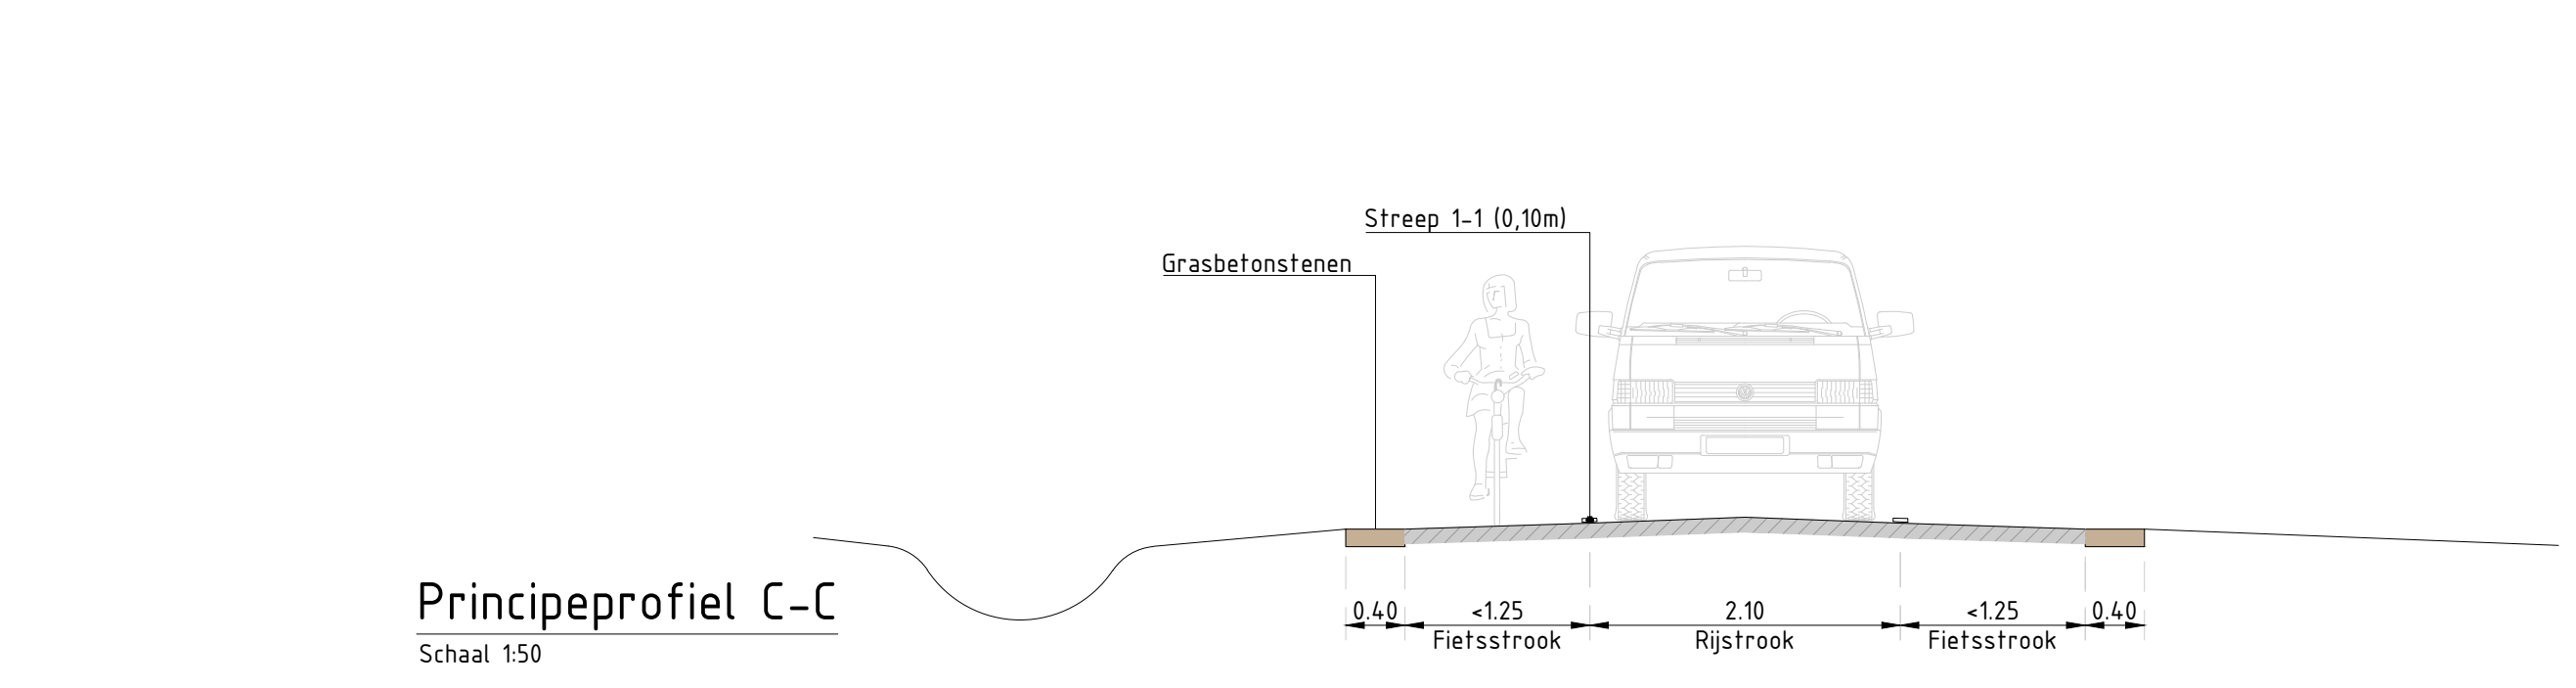 Streep 1-1 (0,10m)
Grasbetonstenen
Principeprofiel C-C
Schaal 1:50
0.40 <1.25 2.10 <1.25 0.40
Fietsstrook Rijstrook Fietsstrook